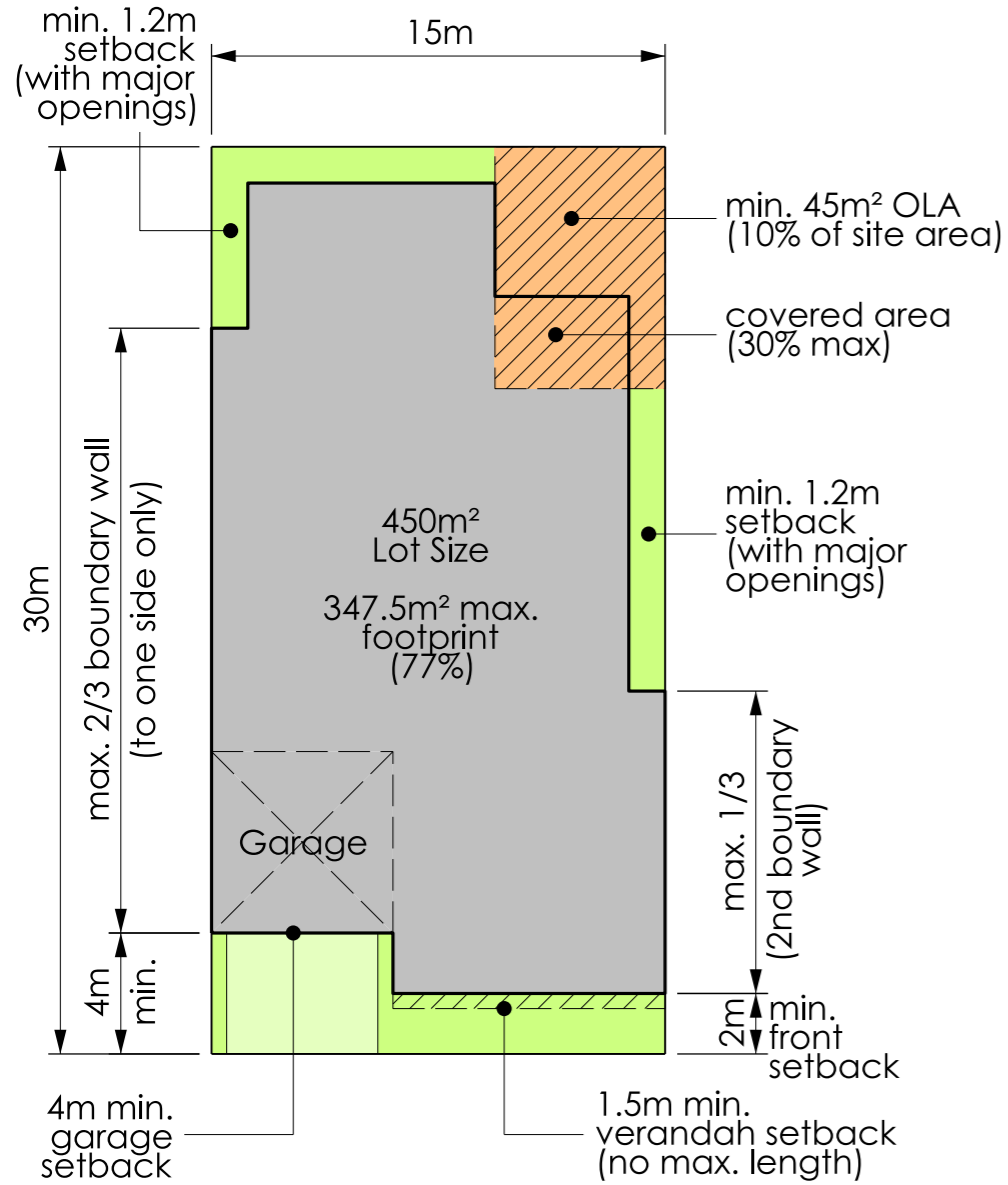 min. 1.2m
setback
(with major
openings)
15m
min. 45m² OLA
(10% of site area)
covered area
(30% max)
30m
max. 2/3 boundary wall
(to one side only)
450m²
Lot Size
347.5m² max.
footprint
(77%)
min. 1.2m
setback
(with major
openings)
Garage
max. 1/3
(2nd boundary
wall)
4m
min.
2m
min.
front
setback
4m min.
garage
setback
1.5m min.
verandah setback
(no max. length)